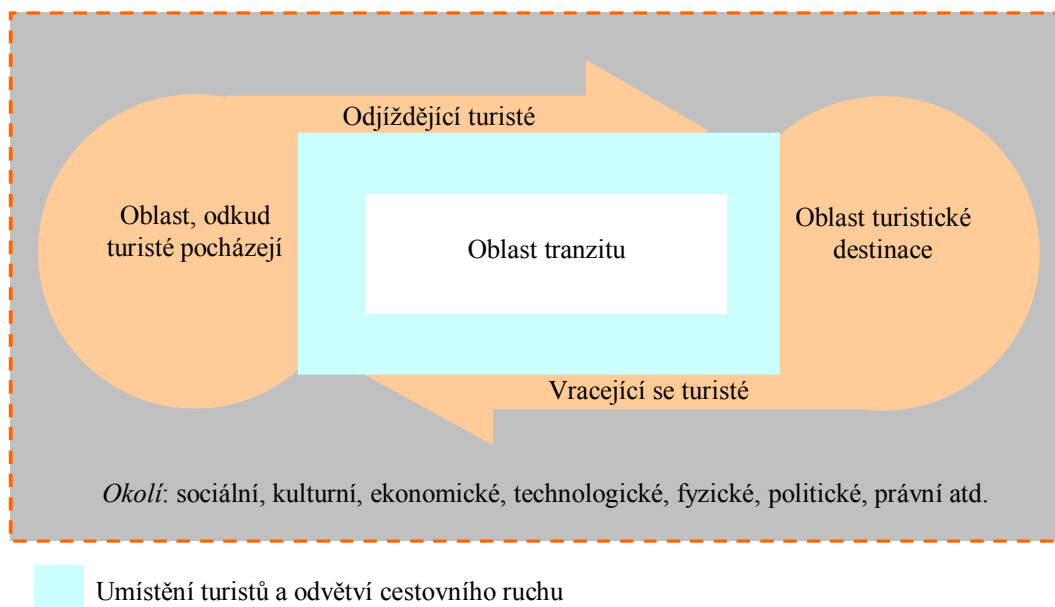 Odjíždějící turisté
Oblast, odkud
turisté pocházejí
Oblast tranzitu
Oblast turistické
destinace
Vracející se turisté
Okolí: sociální, kulturní, ekonomické, technologické, fyzické, politické, právní atd.
Umístění turistů a odvětví cestovního ruchu